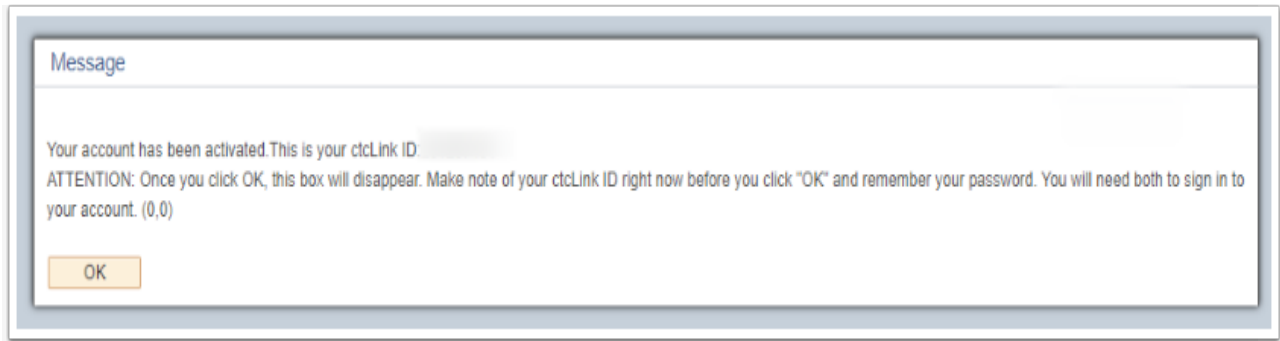 Message
Your account has been activated.This is your ctcLink ID:
ATTENTION: Once you click OK, this box will disappear. Make note of your ctcLink ID right now before you click "OK" and remember your password. You will need both to sign in to
your account. (0,0)
OK